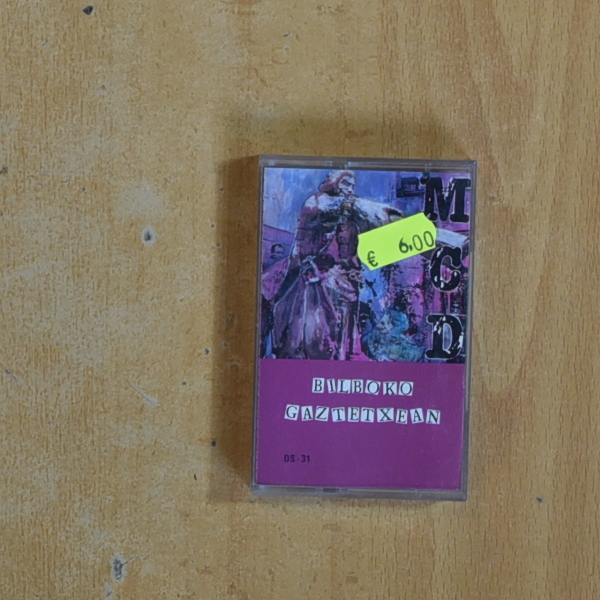 M
C
D
€ 6.00
BILBOKO
GAZTETXEAN
DS-31